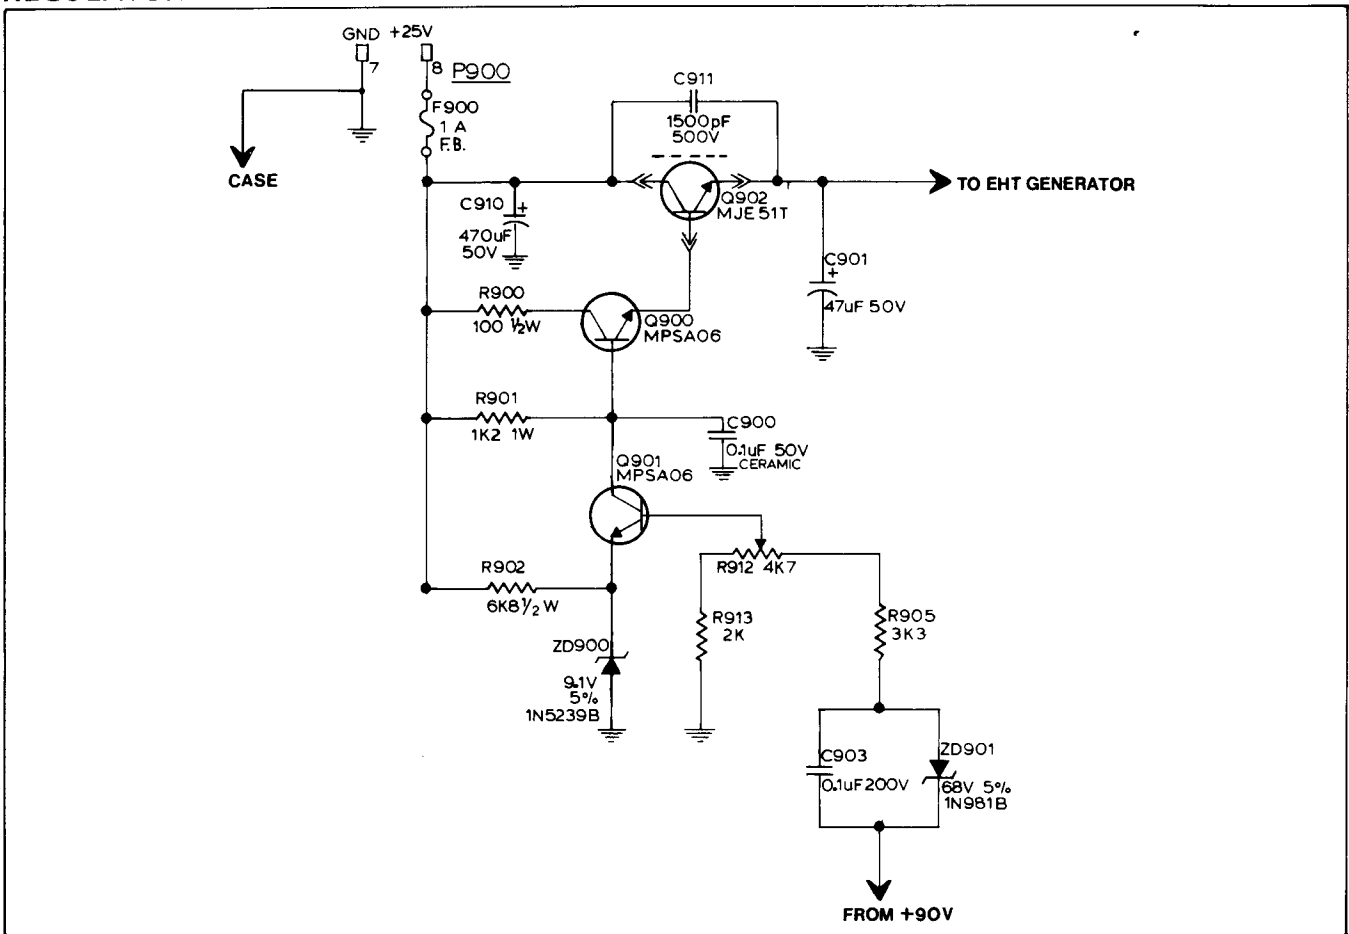 GND +25V
7
8
P900
F900
1 A
F.B.
CASE
C911
1500pF
500V
Q902
MJE51T
TO EHT GENERATOR
C910
+
470uF
50V
C901
+
47uF 50V
R900
100 ½W
Q900
MPSA06
R901
1K2 1W
C900
0.1uF 50V
CERAMIC
Q901
MPSA06
R912 4K7
R902
6K8 ½ W
R913
2K
R905
3K3
ZD900
9.1V
5%
1N5239B
C903
0.1uF 200V
ZD901
68V 5%
1N981B
FROM +90V